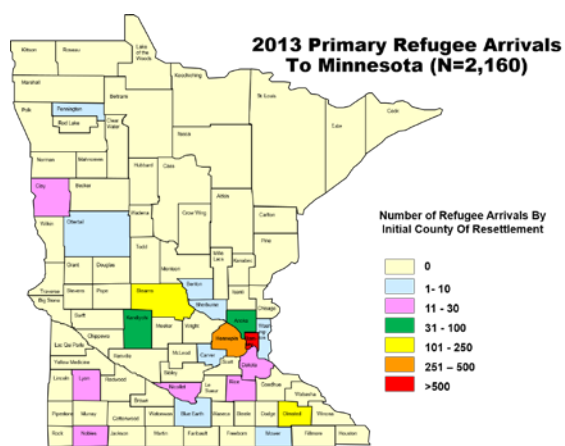 2013 Primary Refugee Arrivals
To Minnesota (N=2,160)
Kittson
Roseau
Lake of
the Woods
Koochiching
Marshall
St. Louis
Beltrami
Pennington
Polk
Clear
Water
Red Lake
Cook
Lake
Itasca
Norman
Mahnomen
Hubbard
Cass
Clay
Becker
Aitkin
Wadena
Crow Wing
Carlton
Wilkin
Ottertail
Pine
Todd
Mille
Lacs
Kanabec
Grant
Douglas
Morrison
Benton
Traverse
Stevens
Pope
Stearns
Isanti
Big Stone
Sherburne
Chisago
Swift
Kandiyohi
Meeker
Wright
Anoka
Chippewa
Hennepin
Lac Qui Parle
Renville
McLeod
Carver
Scott
Dakota
Yellow Medicine
Sibley
Lincoln
Lyon
Redwood
Nicollet
Le
Sueur
Rice
Goodhue
Brown
Wabasha
Pipestone
Murray
Cottonwood
Watonwan
Blue Earth
Waseca
Steele
Dodge
Olmsted
Winona
Rock
Nobles
Jackson
Martin
Faribault
Freeborn
Mower
Fillmore
Houston
Number of Refugee Arrivals By
Initial County Of Resettlement
0
1 - 10
11 - 30
31 - 100
101 - 250
251 – 500
>500